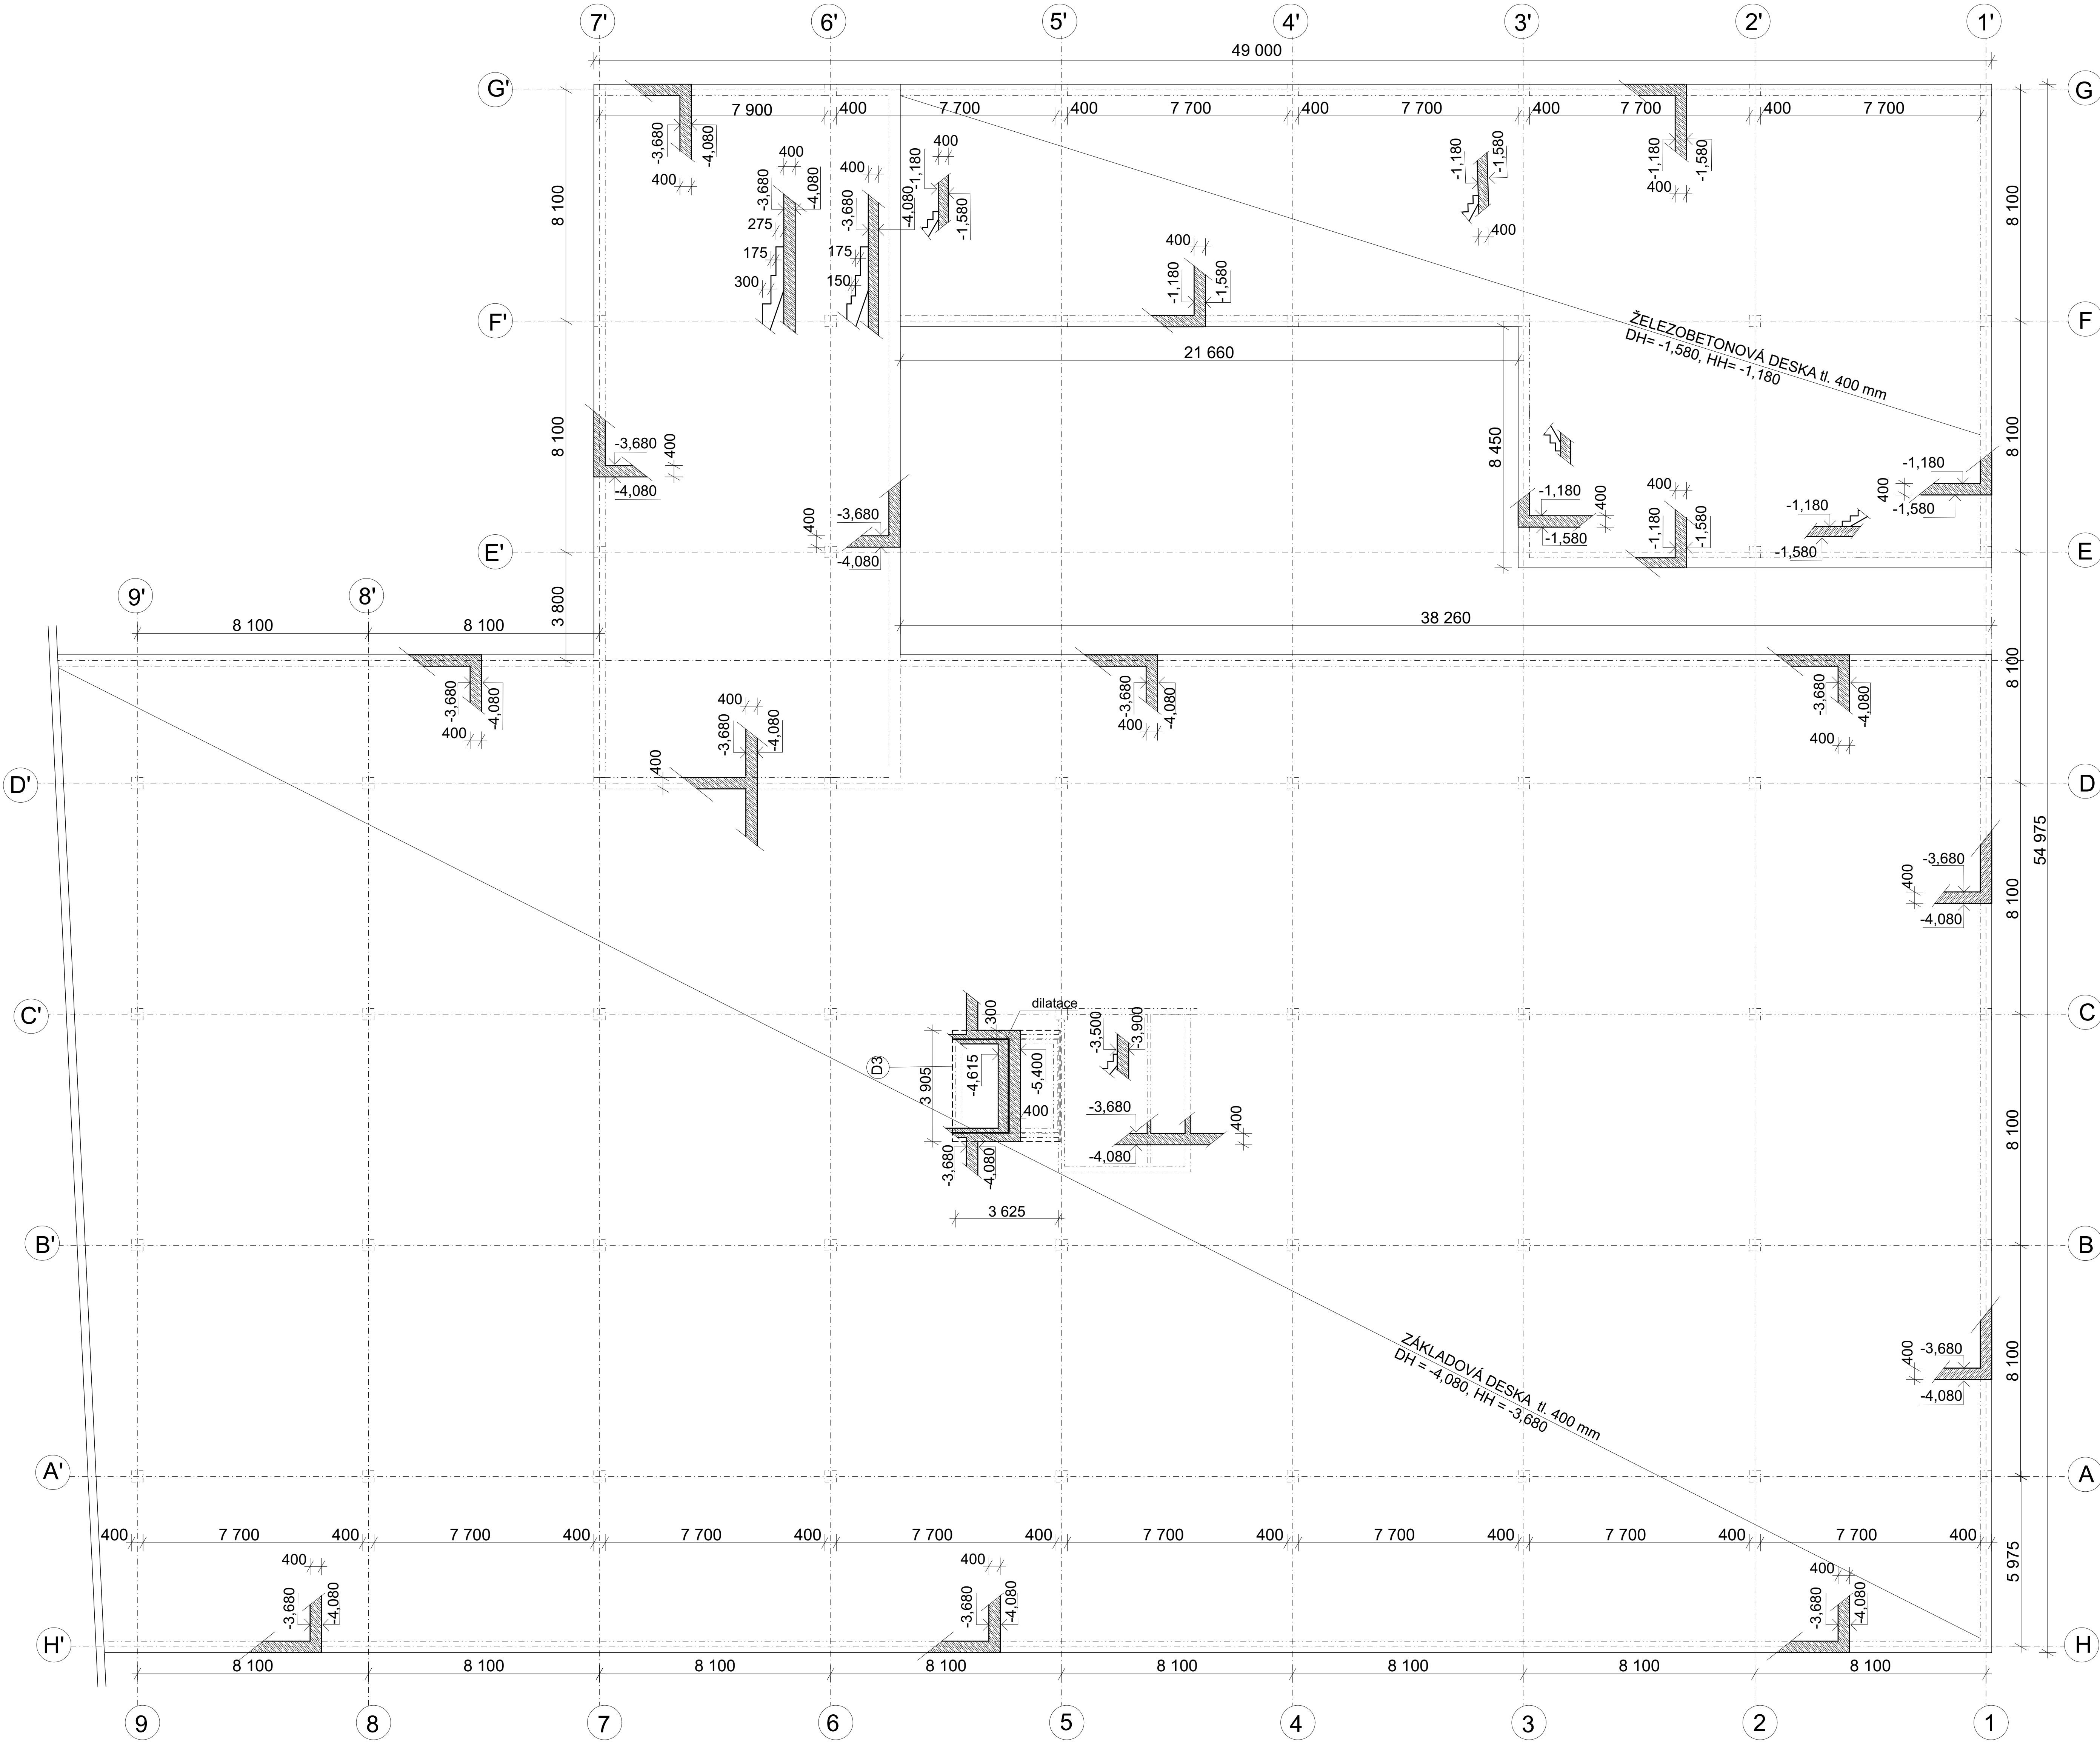 7' 6' 5' 4' 3' 2' 1'
49 000
G' G
7 900 400 7 700 400 7 700 400 7 700 400 7 700 400 7 700
-3,680 -4,080 400
400 -3,680 -4,080 275 175 300
400 -3,680 -4,080 175 150
400 -1,180 -1,580
-1,180 -1,580 400
-1,180 -1,580 400
8 100 8 100
400 -1,180 -1,580
F' F
21 660
ŽELEZOBETONOVÁ DESKA tl. 400 mm
DH= -1,580, HH= -1,180
8 100 8 450 8 100
-3,680 400
-4,080
-3,680 400
-4,080
-1,180 400
-1,580
400 -1,180 -1,580
-1,180
-1,580
-1,180
400
-1,580
E' E
9' 8'
3 800
8 100 8 100 38 260
8 100
-3,680 -4,080 400
-3,680 -4,080 400
-3,680 -4,080 400
400 -3,680 -4,080
400
D' D
54 975
-3,680
400
-4,080
8 100
C' C
300 dilatace
D3
3 905 -4,615 -5,400
400
-3,500 -3,900
-3,680 400
-4,080
-3,680 -4,080
3 625
8 100
B' B
ZÁKLADOVÁ DESKA tl. 400 mm
DH = -4,080, HH = -3,680
-3,680
400
-4,080
8 100
A' A
400 7 700 400 7 700 400 7 700 400 7 700 400 7 700 400 7 700 400 7 700 400 7 700 400
5 975
400 -3,680 -4,080
400 -3,680 -4,080
400 -3,680 -4,080
H' H
8 100 8 100 8 100 8 100 8 100 8 100 8 100 8 100
9 8 7 6 5 4 3 2 1